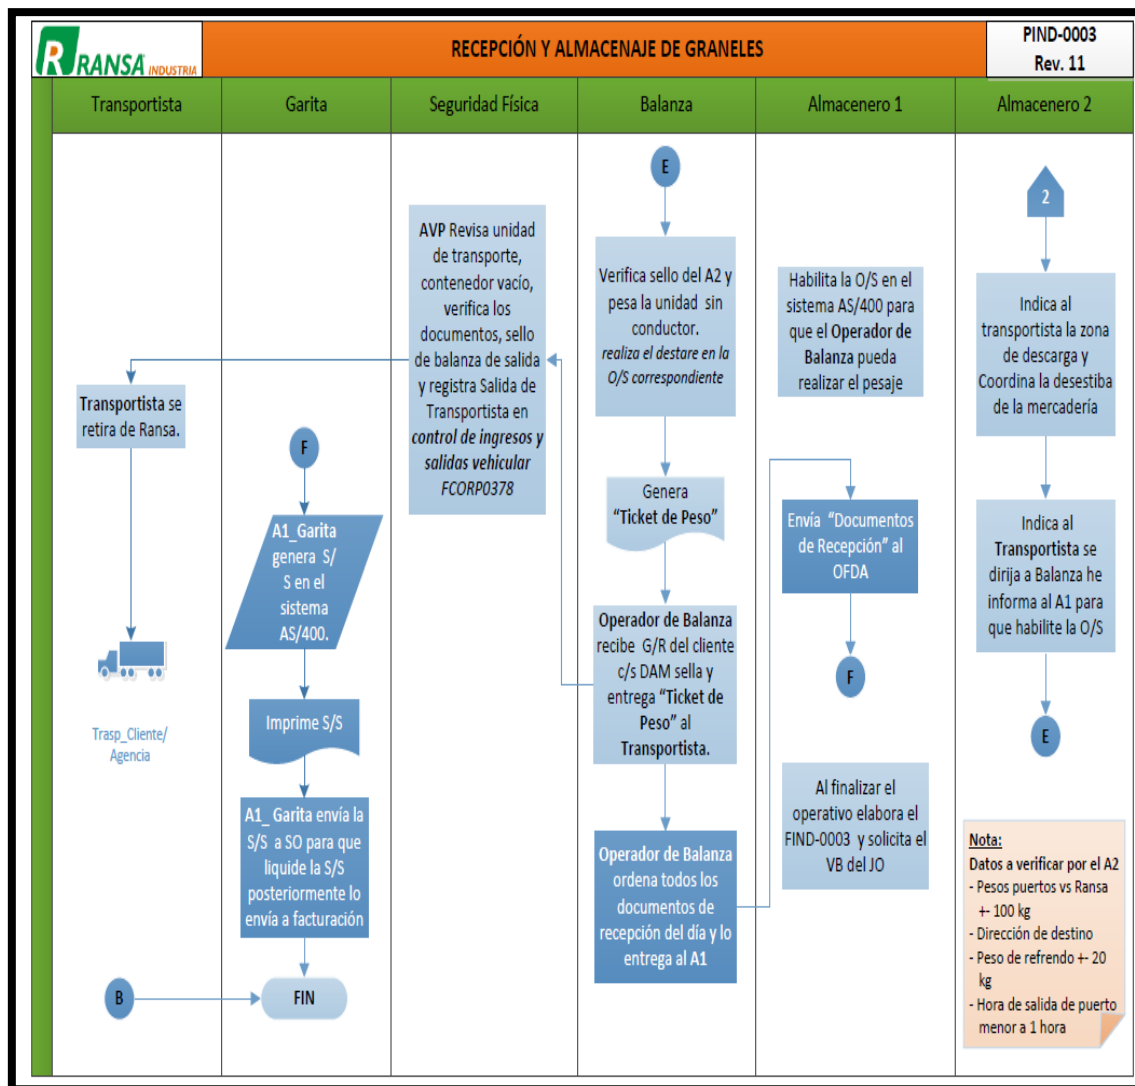 RANSA INDUSTRIA
RECEPCIÓN Y ALMACENAJE DE GRANELES
PIND-0003
Rev. 11
Transportista
Garita
Seguridad Física
Balanza
Almacenero 1
Almacenero 2
Transportista se
retira de Ransa.
Trasp_Cliente/
Agencia
B
F
A1_Garita
genera S/
S en el
sistema
AS/400.
Imprime S/S
A1_ Garita envía la
S/S a SO para que
liquide la S/S
posteriormente lo
envía a facturación
FIN
AVP Revisa unidad
de transporte,
contenedor vacío,
verifica los
documentos, sello
de balanza de salida
y registra Salida de
Transportista en
control de ingresos y
salidas vehicular
FCORP0378
E
Verifica sello del A2 y
pesa la unidad sin
conductor.
realiza el destare en la
O/S correspondiente
Genera
“Ticket de Peso”
Operador de Balanza
recibe G/R del cliente
c/s DAM sella y
entrega “Ticket de
Peso” al
Transportista.
Operador de Balanza
ordena todos los
documentos de
recepción del día y lo
entrega al A1
Habilita la O/S en el
sistema AS/400 para
que el Operador de
Balanza pueda
realizar el pesaje
Envía “Documentos
de Recepción” al
OFDA
F
Al finalizar el
operativo elabora el
FIND-0003 y solicita el
VB del JO
2
Indica al
transportista la zona
de descarga y
Coordina la desestiba
de la mercadería
Indica al
Transportista se
dirija a Balanza he
informa al A1 para
que habilite la O/S
E
Nota:
Datos a verificar por el A2
- Pesos puertos vs Ransa
+- 100 kg
- Dirección de destino
- Peso de refrendo +- 20
kg
- Hora de salida de puerto
menor a 1 hora